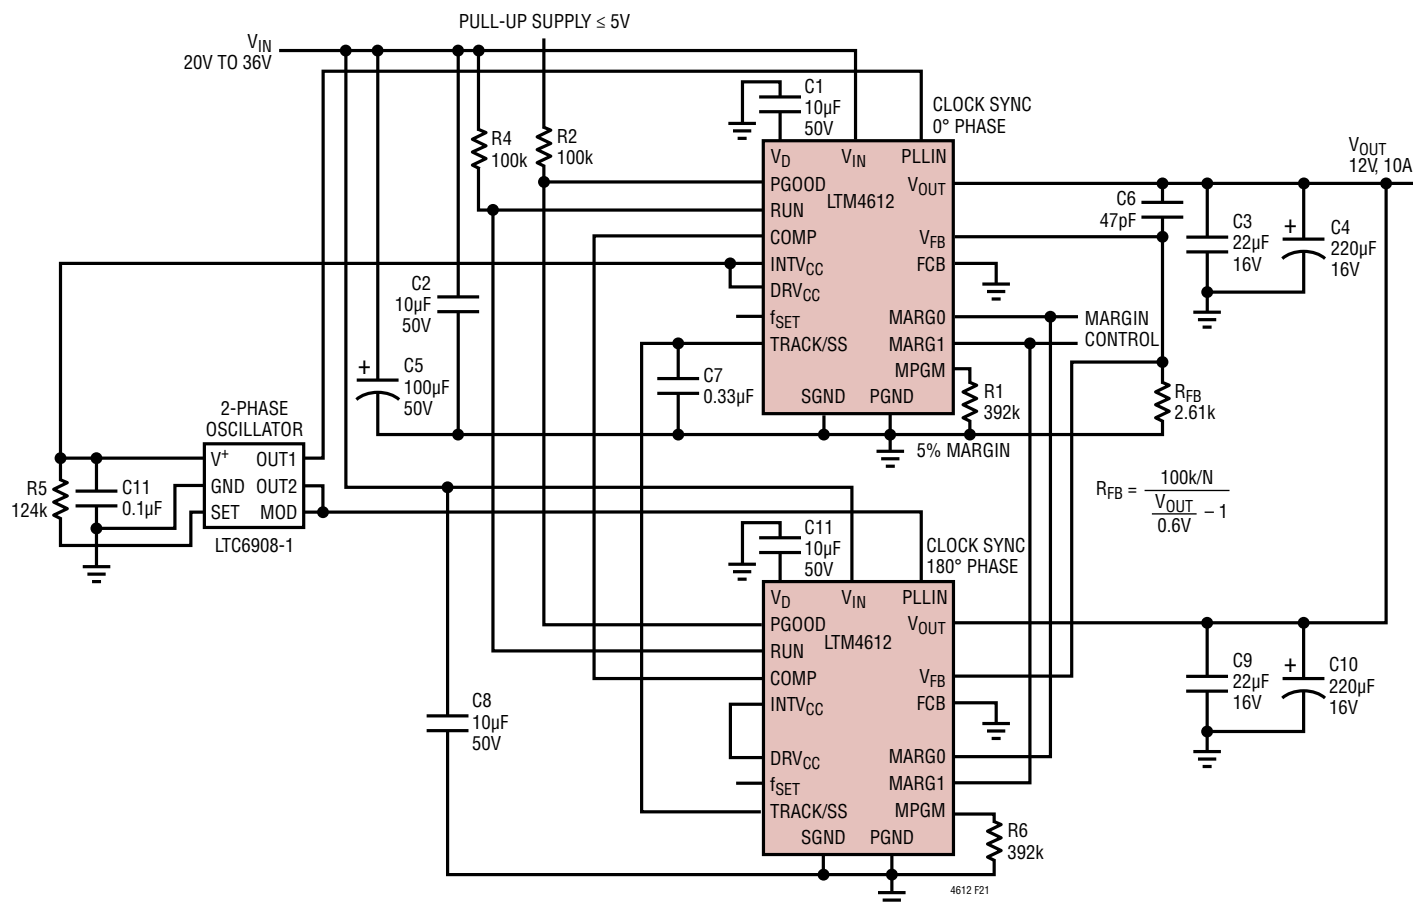 PULL-UP SUPPLY ≤ 5V
VIN
20V TO 36V
C1
10µF
50V
CLOCK SYNC
0° PHASE
R4
100k
R2
100k
VOUT
12V, 10A
VD
VIN
PLLIN
PGOOD
RUN
COMP
INTVCC
DRVCC
fSET
TRACK/SS
LTM4612
VOUT
VFB
FCB
MARG0
MARG1
MPGM
SGND
PGND
C6
47pF
C3
22µF
16V
+
C4
220µF
16V
C2
10µF
50V
+
C5
100µF
50V
C7
0.33µF
MARGIN
CONTROL
R1
392k
RFB
2.61k
5% MARGIN
2-PHASE
OSCILLATOR
V+
OUT1
GND
OUT2
SET
MOD
LTC6908-1
R5
124k
C11
0.1µF
RFB = 100k/N
VOUT
0.6V
– 1
C11
10µF
50V
CLOCK SYNC
180° PHASE
VD
VIN
PLLIN
PGOOD
RUN
COMP
INTVCC
DRVCC
fSET
TRACK/SS
LTM4612
VOUT
VFB
FCB
MARG0
MARG1
MPGM
SGND
PGND
C8
10µF
50V
C9
22µF
16V
+
C10
220µF
16V
R6
392k
4612 F21